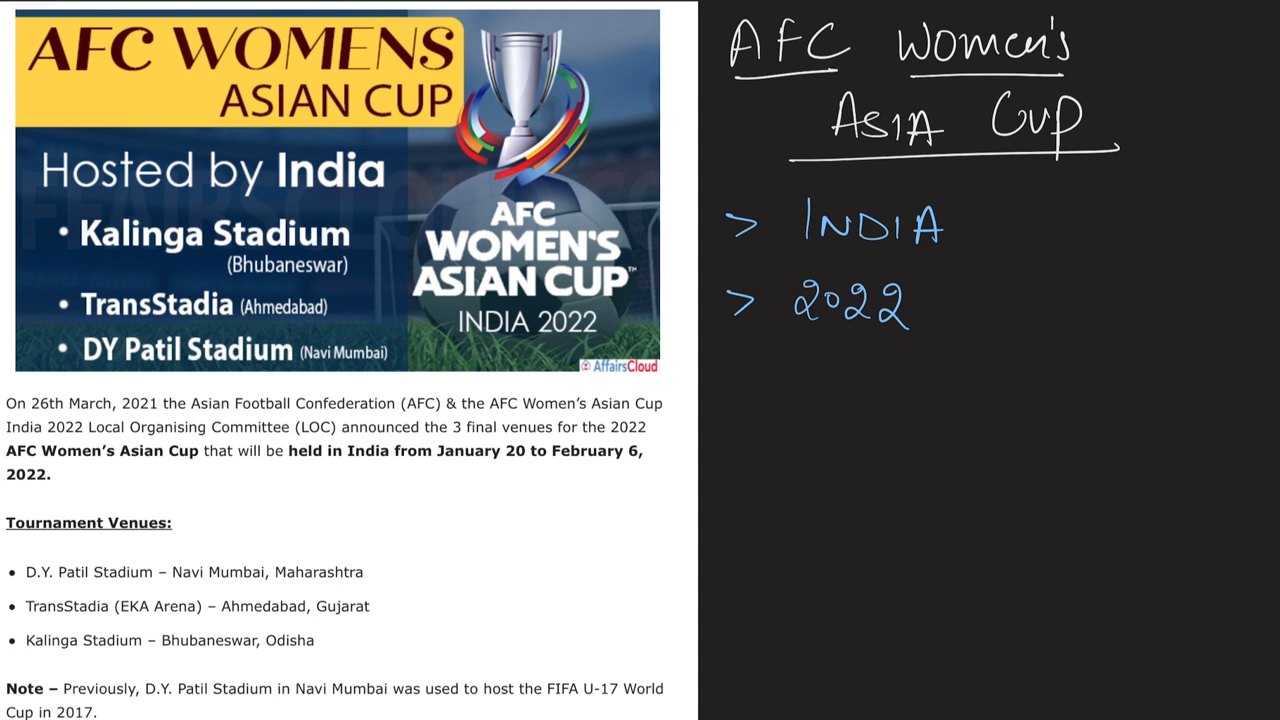 AFC WOMENS
ASIAN CUP
Hosted by India
• Kalinga Stadium
(Bhubaneswar)
• TransStadia (Ahmedabad)
• DY Patil Stadium (Navi Mumbai)
AFC
WOMEN'S
ASIAN CUP™
INDIA 2022
AffairsCloud
On 26th March, 2021 the Asian Football Confederation (AFC) & the AFC Women's Asian Cup
India 2022 Local Organising Committee (LOC) announced the 3 final venues for the 2022
AFC Women's Asian Cup that will be held in India from January 20 to February 6,
2022.
Tournament Venues:
• D.Y. Patil Stadium – Navi Mumbai, Maharashtra
• TransStadia (EKA Arena) – Ahmedabad, Gujarat
• Kalinga Stadium – Bhubaneswar, Odisha
Note – Previously, D.Y. Patil Stadium in Navi Mumbai was used to host the FIFA U-17 World
Cup in 2017.
AFC Women's
ASIA Cup
> INDIA
> 2022